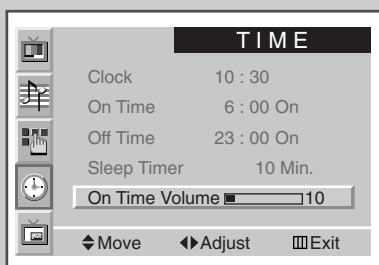 TIME
Clock 10 : 30
On Time 6 : 00 On
Off Time 23 : 00 On
Sleep Timer 10 Min.
On Time Volume 10
Move Adjust Exit